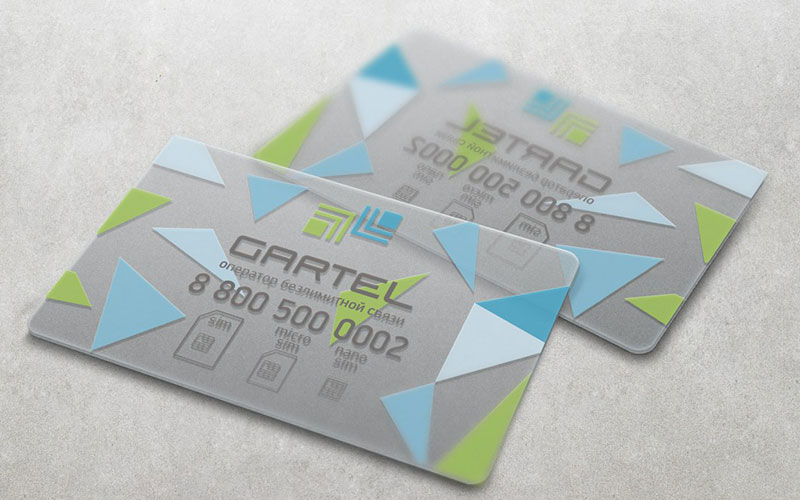 GARTEL
оператор безлимитной связи
8 800 500 0002
sim
micro
sim
nano
sim